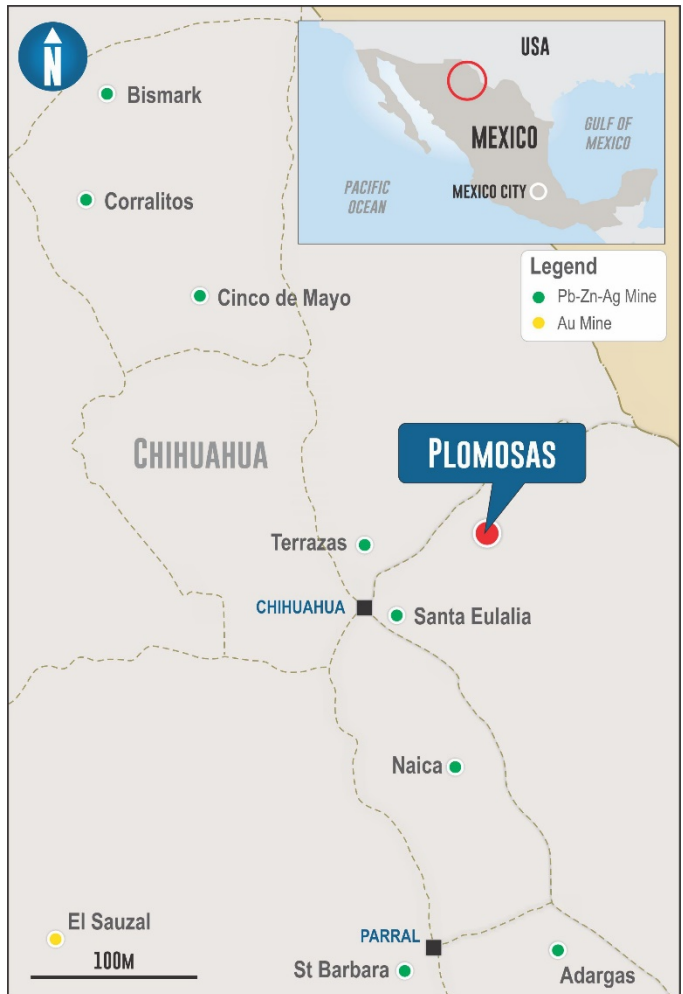 N
USA
MEXICO
GULF OF
MEXICO
PACIFIC
OCEAN
MEXICO CITY
Bismark
Corralitos
Cinco de Mayo
Legend
Pb-Zn-Ag Mine
Au Mine
CHIHUAHUA
PLOMOSAS
Terrazas
CHIHUAHUA
Santa Eulalia
Naica
El Sauzal
100M
PARRAL
St Barbara
Adargas